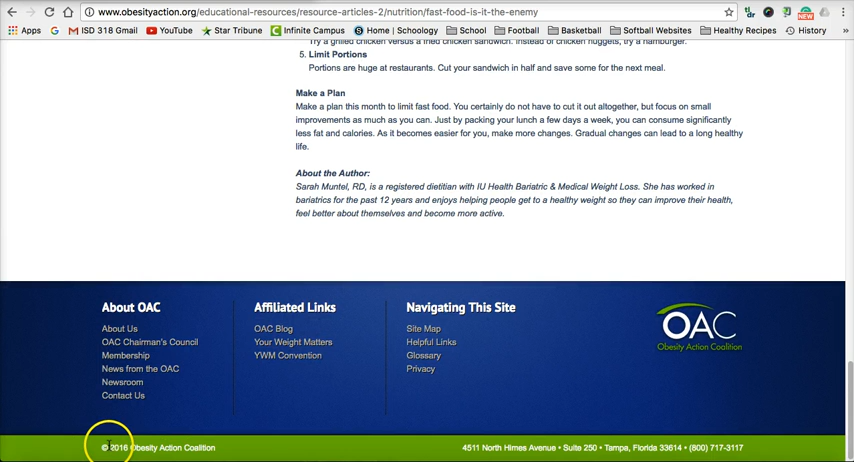 www.obesityaction.org/educational-resources/resource-articles-2/nutrition/fast-food-is-it-the-enemy
Apps G ISD 318 Gmail YouTube Star Tribune Infinite Campus Home | Schoology School Football Basketball Softball Websites Healthy Recipes History »
Try a grilled chicken versus a fried chicken sandwich. Instead of chicken nuggets, try a hamburger.
5. Limit Portions
Portions are huge at restaurants. Cut your sandwich in half and save some for the next meal.
Make a Plan
Make a plan this month to limit fast food. You certainly do not have to cut it out altogether, but focus on small
improvements as much as you can. Just by packing your lunch a few days a week, you can consume significantly
less fat and calories. As it becomes easier for you, make more changes. Gradual changes can lead to a long healthy
life.
About the Author:
Sarah Muntel, RD, is a registered dietitian with IU Health Bariatric & Medical Weight Loss. She has worked in
bariatrics for the past 12 years and enjoys helping people get to a healthy weight so they can improve their health,
feel better about themselves and become more active.
About OAC
About Us
OAC Chairman's Council
Membership
News from the OAC
Newsroom
Contact Us
Affiliated Links
OAC Blog
Your Weight Matters
YWM Convention
Navigating This Site
Site Map
Helpful Links
Glossary
Privacy
OAC
Obesity Action Coalition
© 2016 Obesity Action Coalition
4511 North Himes Avenue • Suite 250 • Tampa, Florida 33614 • (800) 717-3117